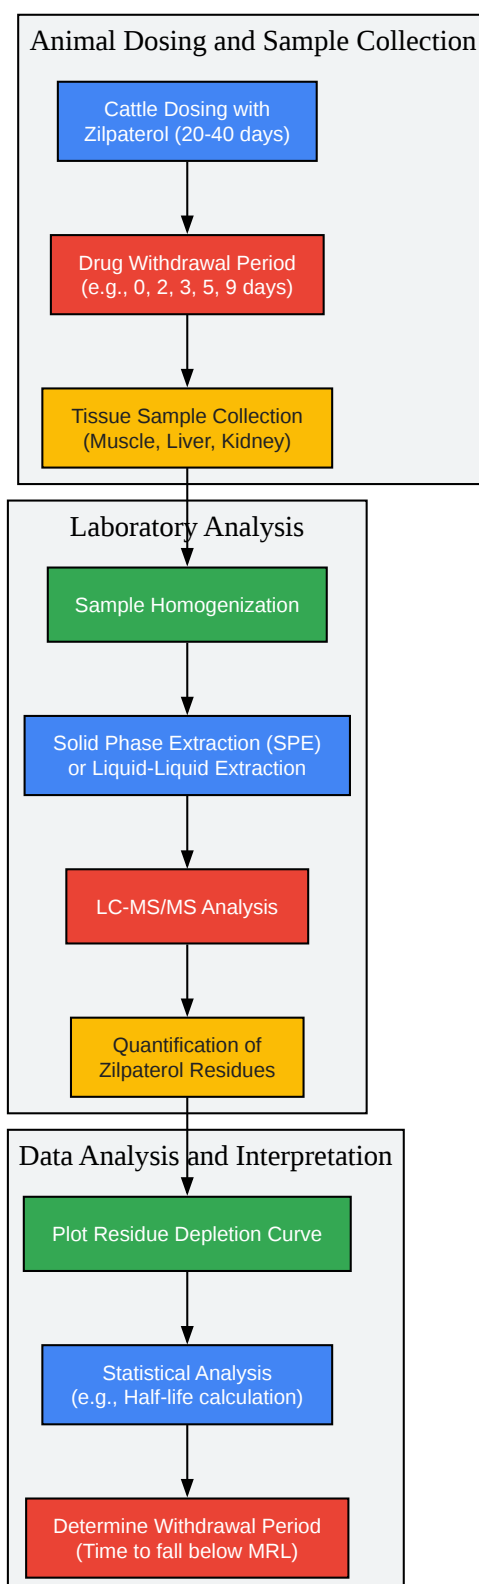 Animal Dosing and Sample Collection
Cattle Dosing with
Zilpaterol (20-40 days)
Drug Withdrawal Period
(e.g., 0, 2, 3, 5, 9 days)
Tissue Sample Collection
(Muscle, Liver, Kidney)
Laboratory Analysis
Sample Homogenization
Solid Phase Extraction (SPE)
or Liquid-Liquid Extraction
LC-MS/MS Analysis
Quantification of
Zilpaterol Residues
Data Analysis and Interpretation
Plot Residue Depletion Curve
Statistical Analysis
(e.g., Half-life calculation)
Determine Withdrawal Period
(Time to fall below MRL)